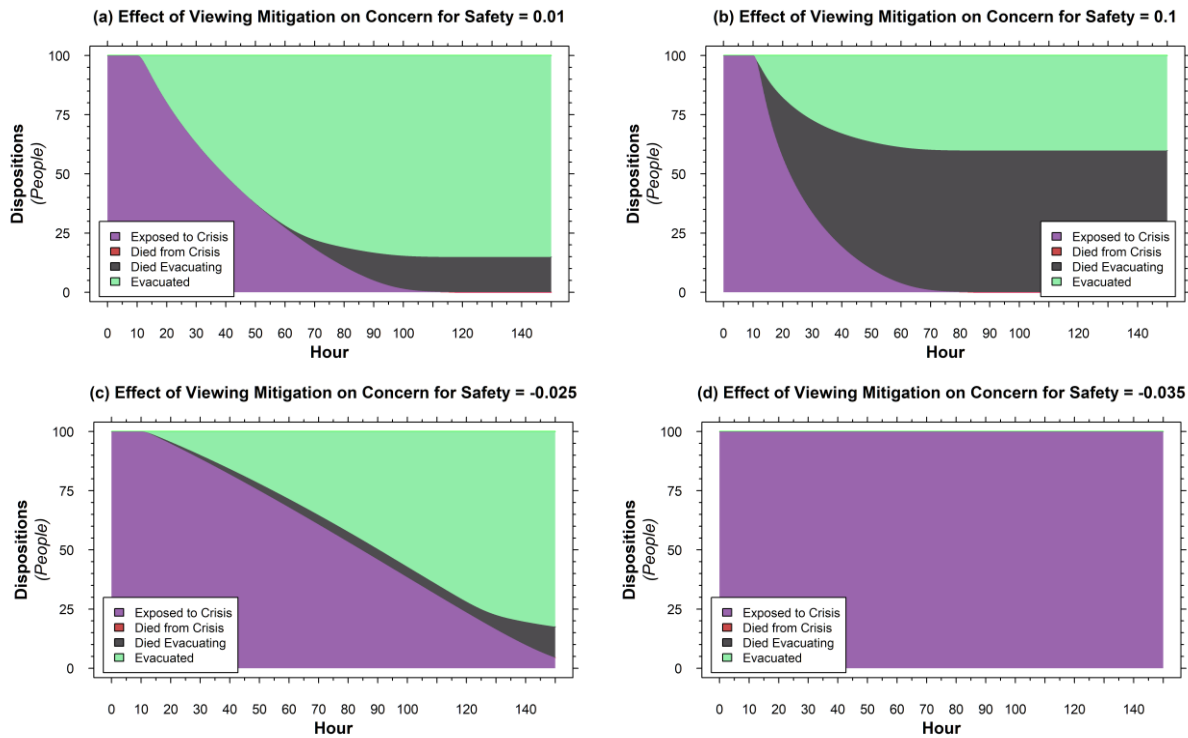 (a) Effect of Viewing Mitigation on Concern for Safety = 0.01
100
75
50
25
0
Dispositions
(People)
Exposed to Crisis
Died from Crisis
Died Evacuating
Evacuated
0 10 20 30 40 50 60 70 80 90 100 120 140
Hour
(b) Effect of Viewing Mitigation on Concern for Safety = 0.1
100
75
50
25
0
Dispositions
(People)
Exposed to Crisis
Died from Crisis
Died Evacuating
Evacuated
0 10 20 30 40 50 60 70 80 90 100 120 140
Hour
(c) Effect of Viewing Mitigation on Concern for Safety = -0.025
100
75
50
25
0
Dispositions
(People)
Exposed to Crisis
Died from Crisis
Died Evacuating
Evacuated
0 10 20 30 40 50 60 70 80 90 100 120 140
Hour
(d) Effect of Viewing Mitigation on Concern for Safety = -0.035
100
75
50
25
0
Dispositions
(People)
Exposed to Crisis
Died from Crisis
Died Evacuating
Evacuated
0 10 20 30 40 50 60 70 80 90 100 120 140
Hour